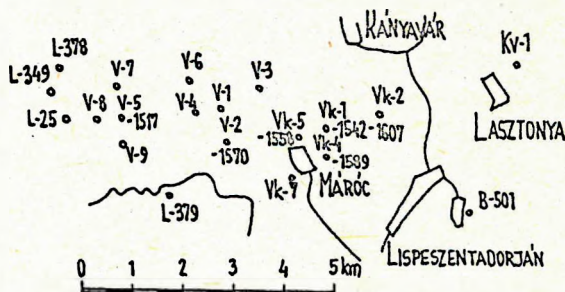 KÁNYAVÁR
L-378
V-7
V-6
V-3
Kv-1
L-349
V-1
Vk-2
L-25
V-8
V-5
-1517
V-4
V-2
-1570
Vk-5
-1558
Vk-1
-1542
-1607
LASZTONYA
V-9
Vk-4
-1589
MÁRÓC
L-379
B-501
LISPESZENTADORJÁN
0 1 2 3 4 5 km